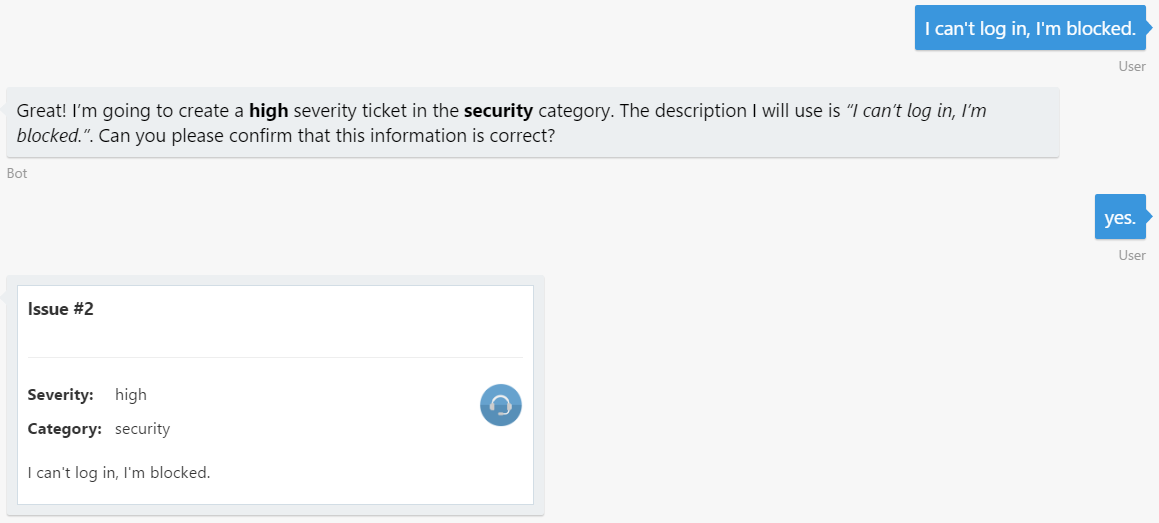 I can't log in, I'm blocked.
User
Great! I’m going to create a high severity ticket in the security category. The description I will use is “I can’t log in, I’m
blocked.”. Can you please confirm that this information is correct?
Bot
yes.
User
Issue #2
Severity: high
Category: security
I can't log in, I'm blocked.